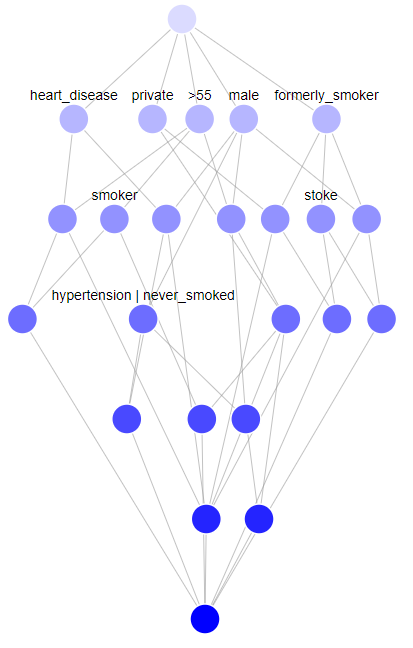 heart_disease private >55 male formerly_smoker
smoker stoke
hypertension | never_smoked